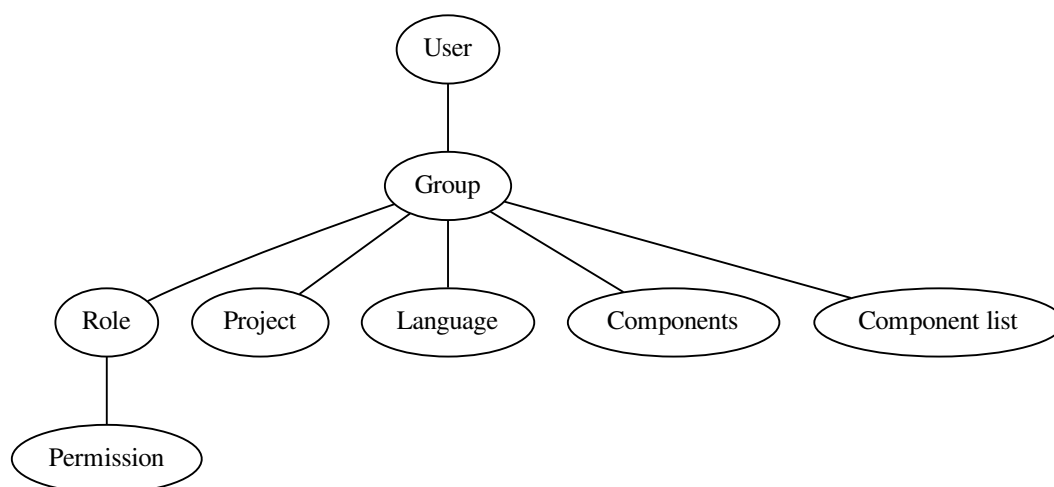 User
Group
Role
Project
Language
Components
Component list
Permission